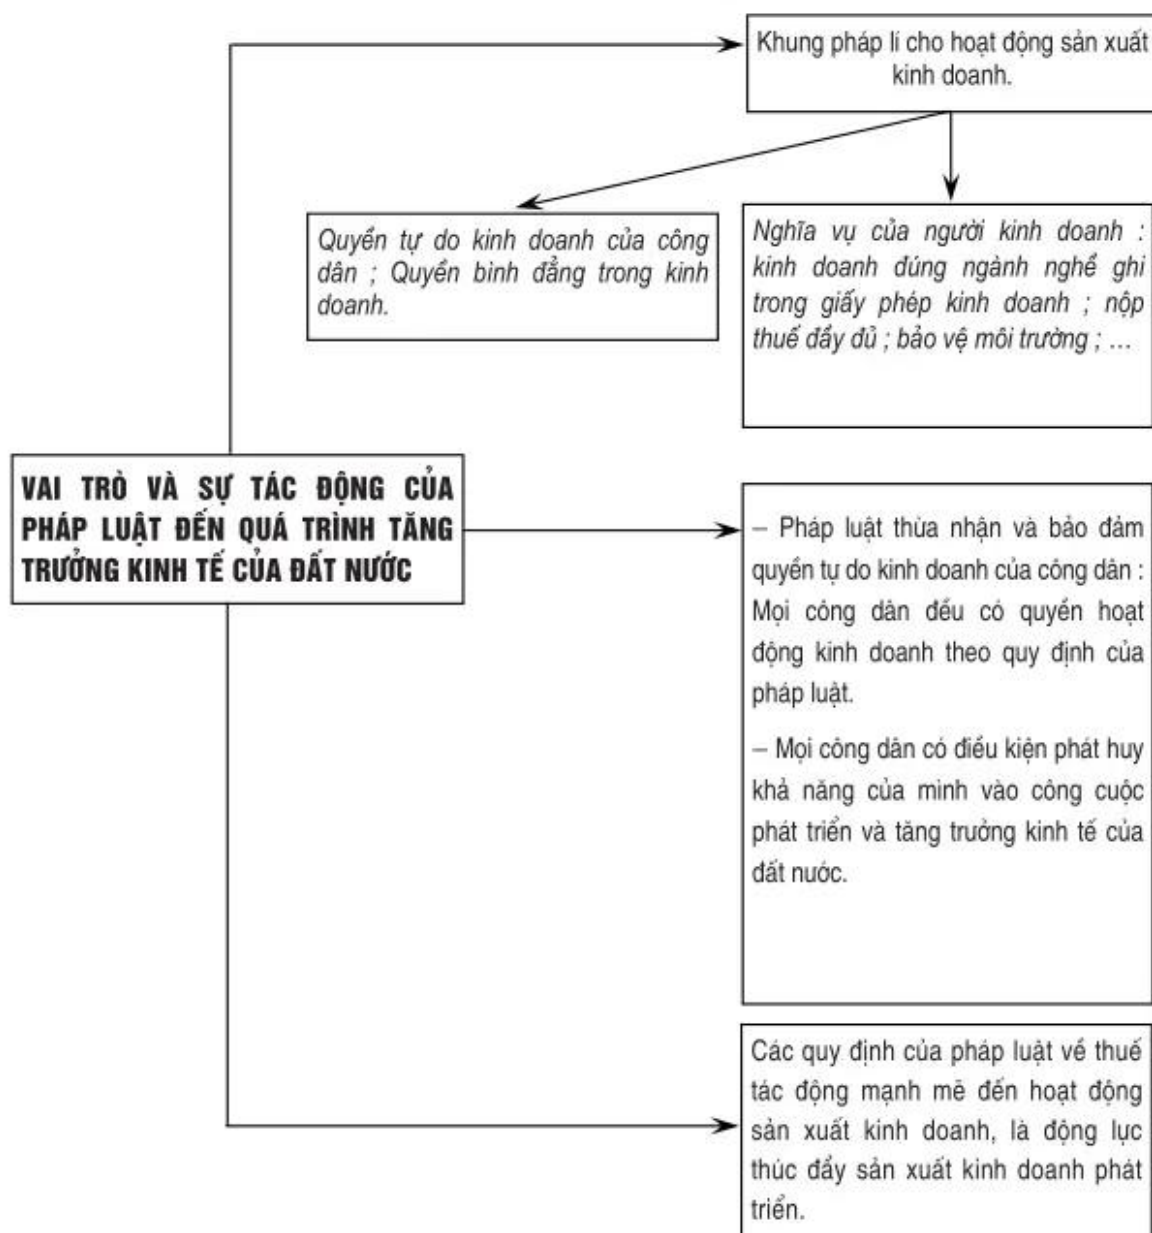 Khung pháp lí cho hoạt động sản xuất
kinh doanh.
Quyền tự do kinh doanh của công
dân ; Quyền bình đẳng trong kinh
doanh.
Nghĩa vụ của người kinh doanh :
kinh doanh đúng ngành nghề ghi
trong giấy phép kinh doanh ; nộp
thuế đầy đủ ; bảo vệ môi trường ; …
VAI TRÒ VÀ SỰ TÁC ĐỘNG CỦA
PHÁP LUẬT ĐẾN QUÁ TRÌNH TĂNG
TRƯỞNG KINH TẾ CỦA ĐẤT NƯỚC
– Pháp luật thừa nhận và bảo đảm
quyền tự do kinh doanh của công dân :
Mọi công dân đều có quyền hoạt
động kinh doanh theo quy định của
pháp luật.
– Mọi công dân có điều kiện phát huy
khả năng của mình vào công cuộc
phát triển và tăng trưởng kinh tế của
đất nước.
Các quy định của pháp luật về thuế
tác động mạnh mẽ đến hoạt động
sản xuất kinh doanh, là động lực
thúc đẩy sản xuất kinh doanh phát
triển.